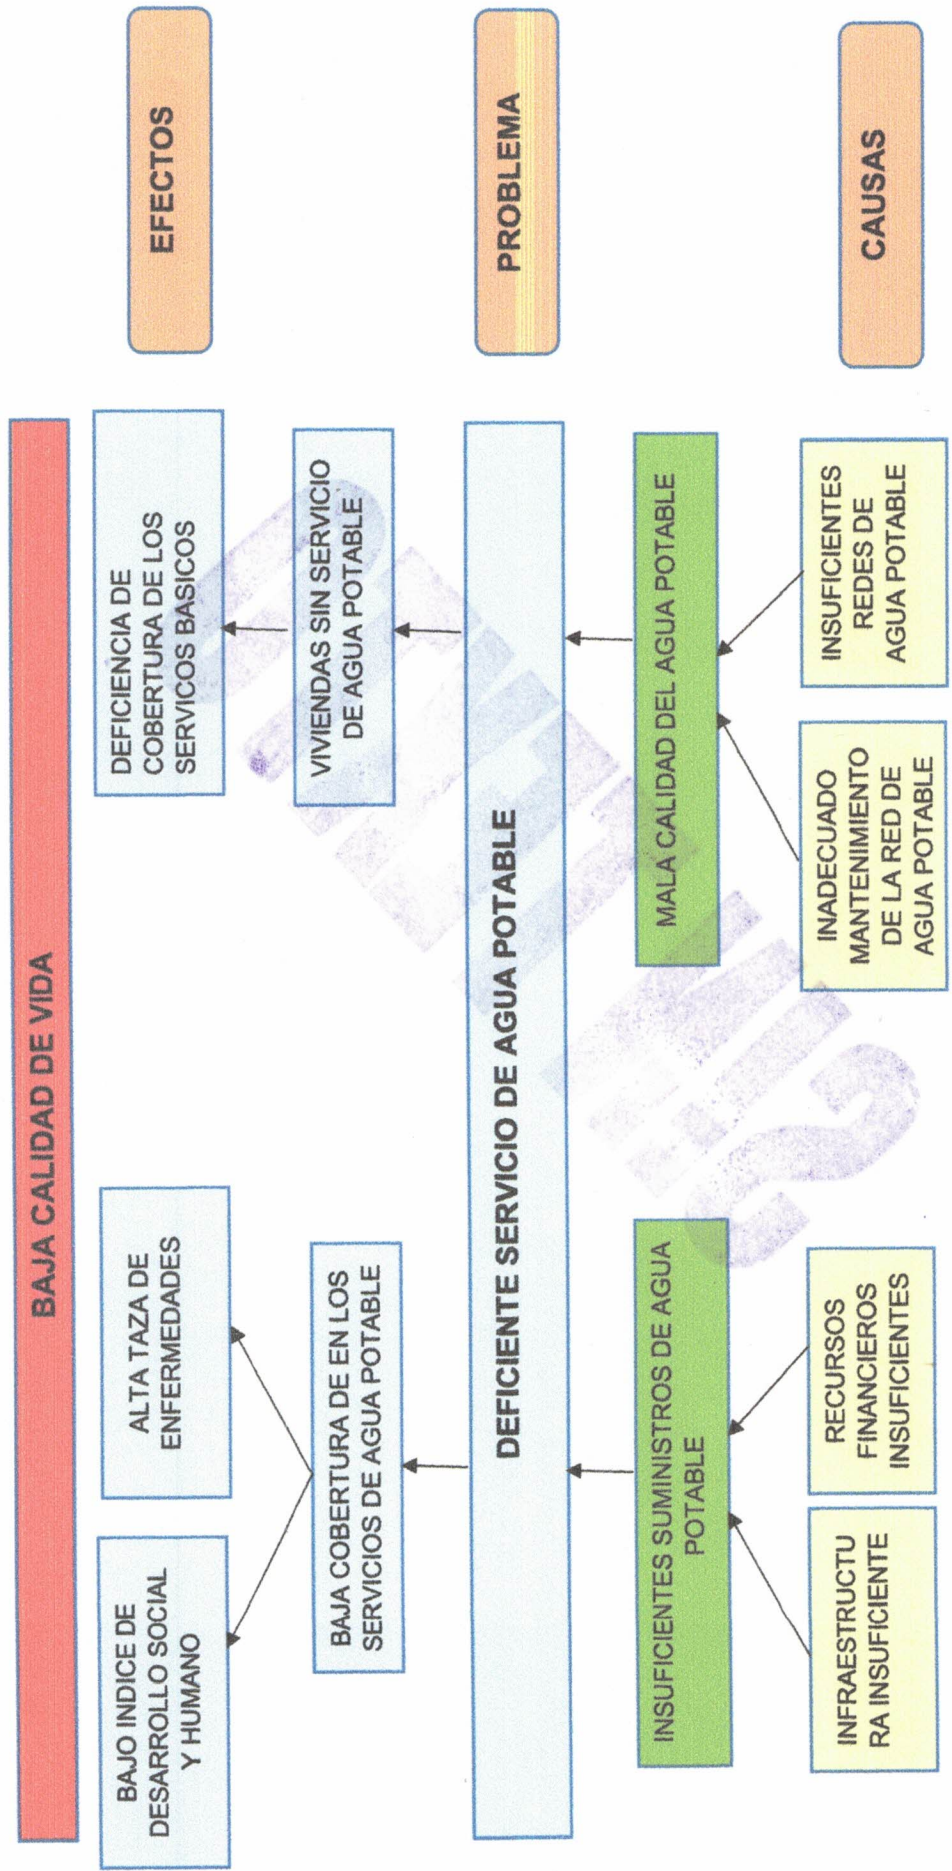 BAJA CALIDAD DE VIDA
BAJO INDICE DE
DESARROLLO SOCIAL
Y HUMANO
ALTA TAZA DE
ENFERMEDADES
DEFICIENCIA DE
COBERTURA DE LOS
SERVICOS BASICOS
EFECTOS
BAJA COBERTURA DE EN LOS
SERVICIOS DE AGUA POTABLE
VIVIENDAS SIN SERVICIO
DE AGUA POTABLE
DEFICIENTE SERVICIO DE AGUA POTABLE
PROBLEMA
INSUFICIENTES SUMINISTROS DE AGUA
POTABLE
MALA CALIDAD DEL AGUA POTABLE
INFRAESTRUCTU
RA INSUFICIENTE
RECURSOS
FINANCIEROS
INSUFICIENTES
INADECUADO
MANTENIMIENTO
DE LA RED DE
AGUA POTABLE
INSUFICIENTES
REDES DE
AGUA POTABLE
CAUSAS